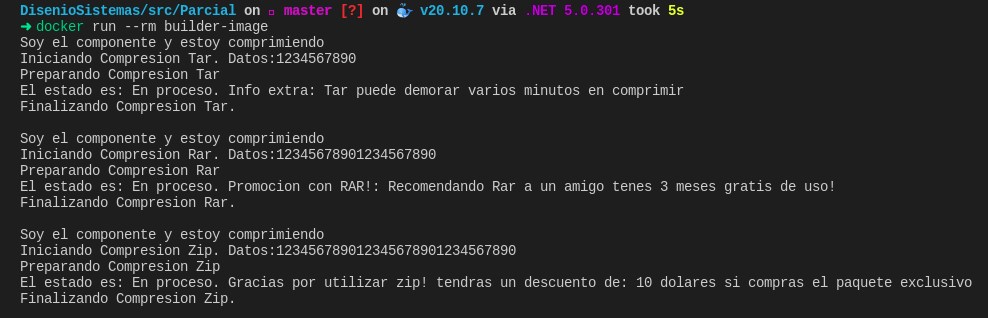 DisenioSistemas/src/Parcial on master [?] on 🐳 v20.10.7 via .NET 5.0.301 took 5s
➜ docker run --rm builder-image
Soy el componente y estoy comprimiendo
Iniciando Compresion Tar. Datos:1234567890
Preparando Compresion Tar
El estado es: En proceso. Info extra: Tar puede demorar varios minutos en comprimir
Finalizando Compresion Tar.
Soy el componente y estoy comprimiendo
Iniciando Compresion Rar. Datos:12345678901234567890
Preparando Compresion Rar
El estado es: En proceso. Promocion con RAR!: Recomendando Rar a un amigo tenes 3 meses gratis de uso!
Finalizando Compresion Rar.
Soy el componente y estoy comprimiendo
Iniciando Compresion Zip. Datos:123456789012345678901234567890
Preparando Compresion Zip
El estado es: En proceso. Gracias por utilizar zip! tendras un descuento de: 10 dolares si compras el paquete exclusivo
Finalizando Compresion Zip.